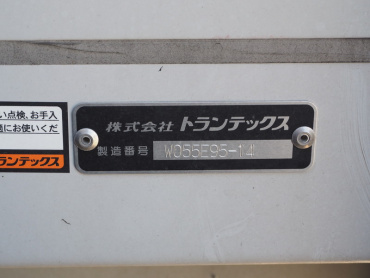 い点検、お手入
にお使いくだ
ランテックス
株式会社 トランテックス
製造番号 W055E95-14